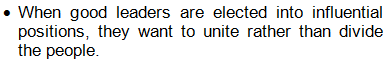 • When good leaders are elected into influential
positions, they want to unite rather than divide
the people.